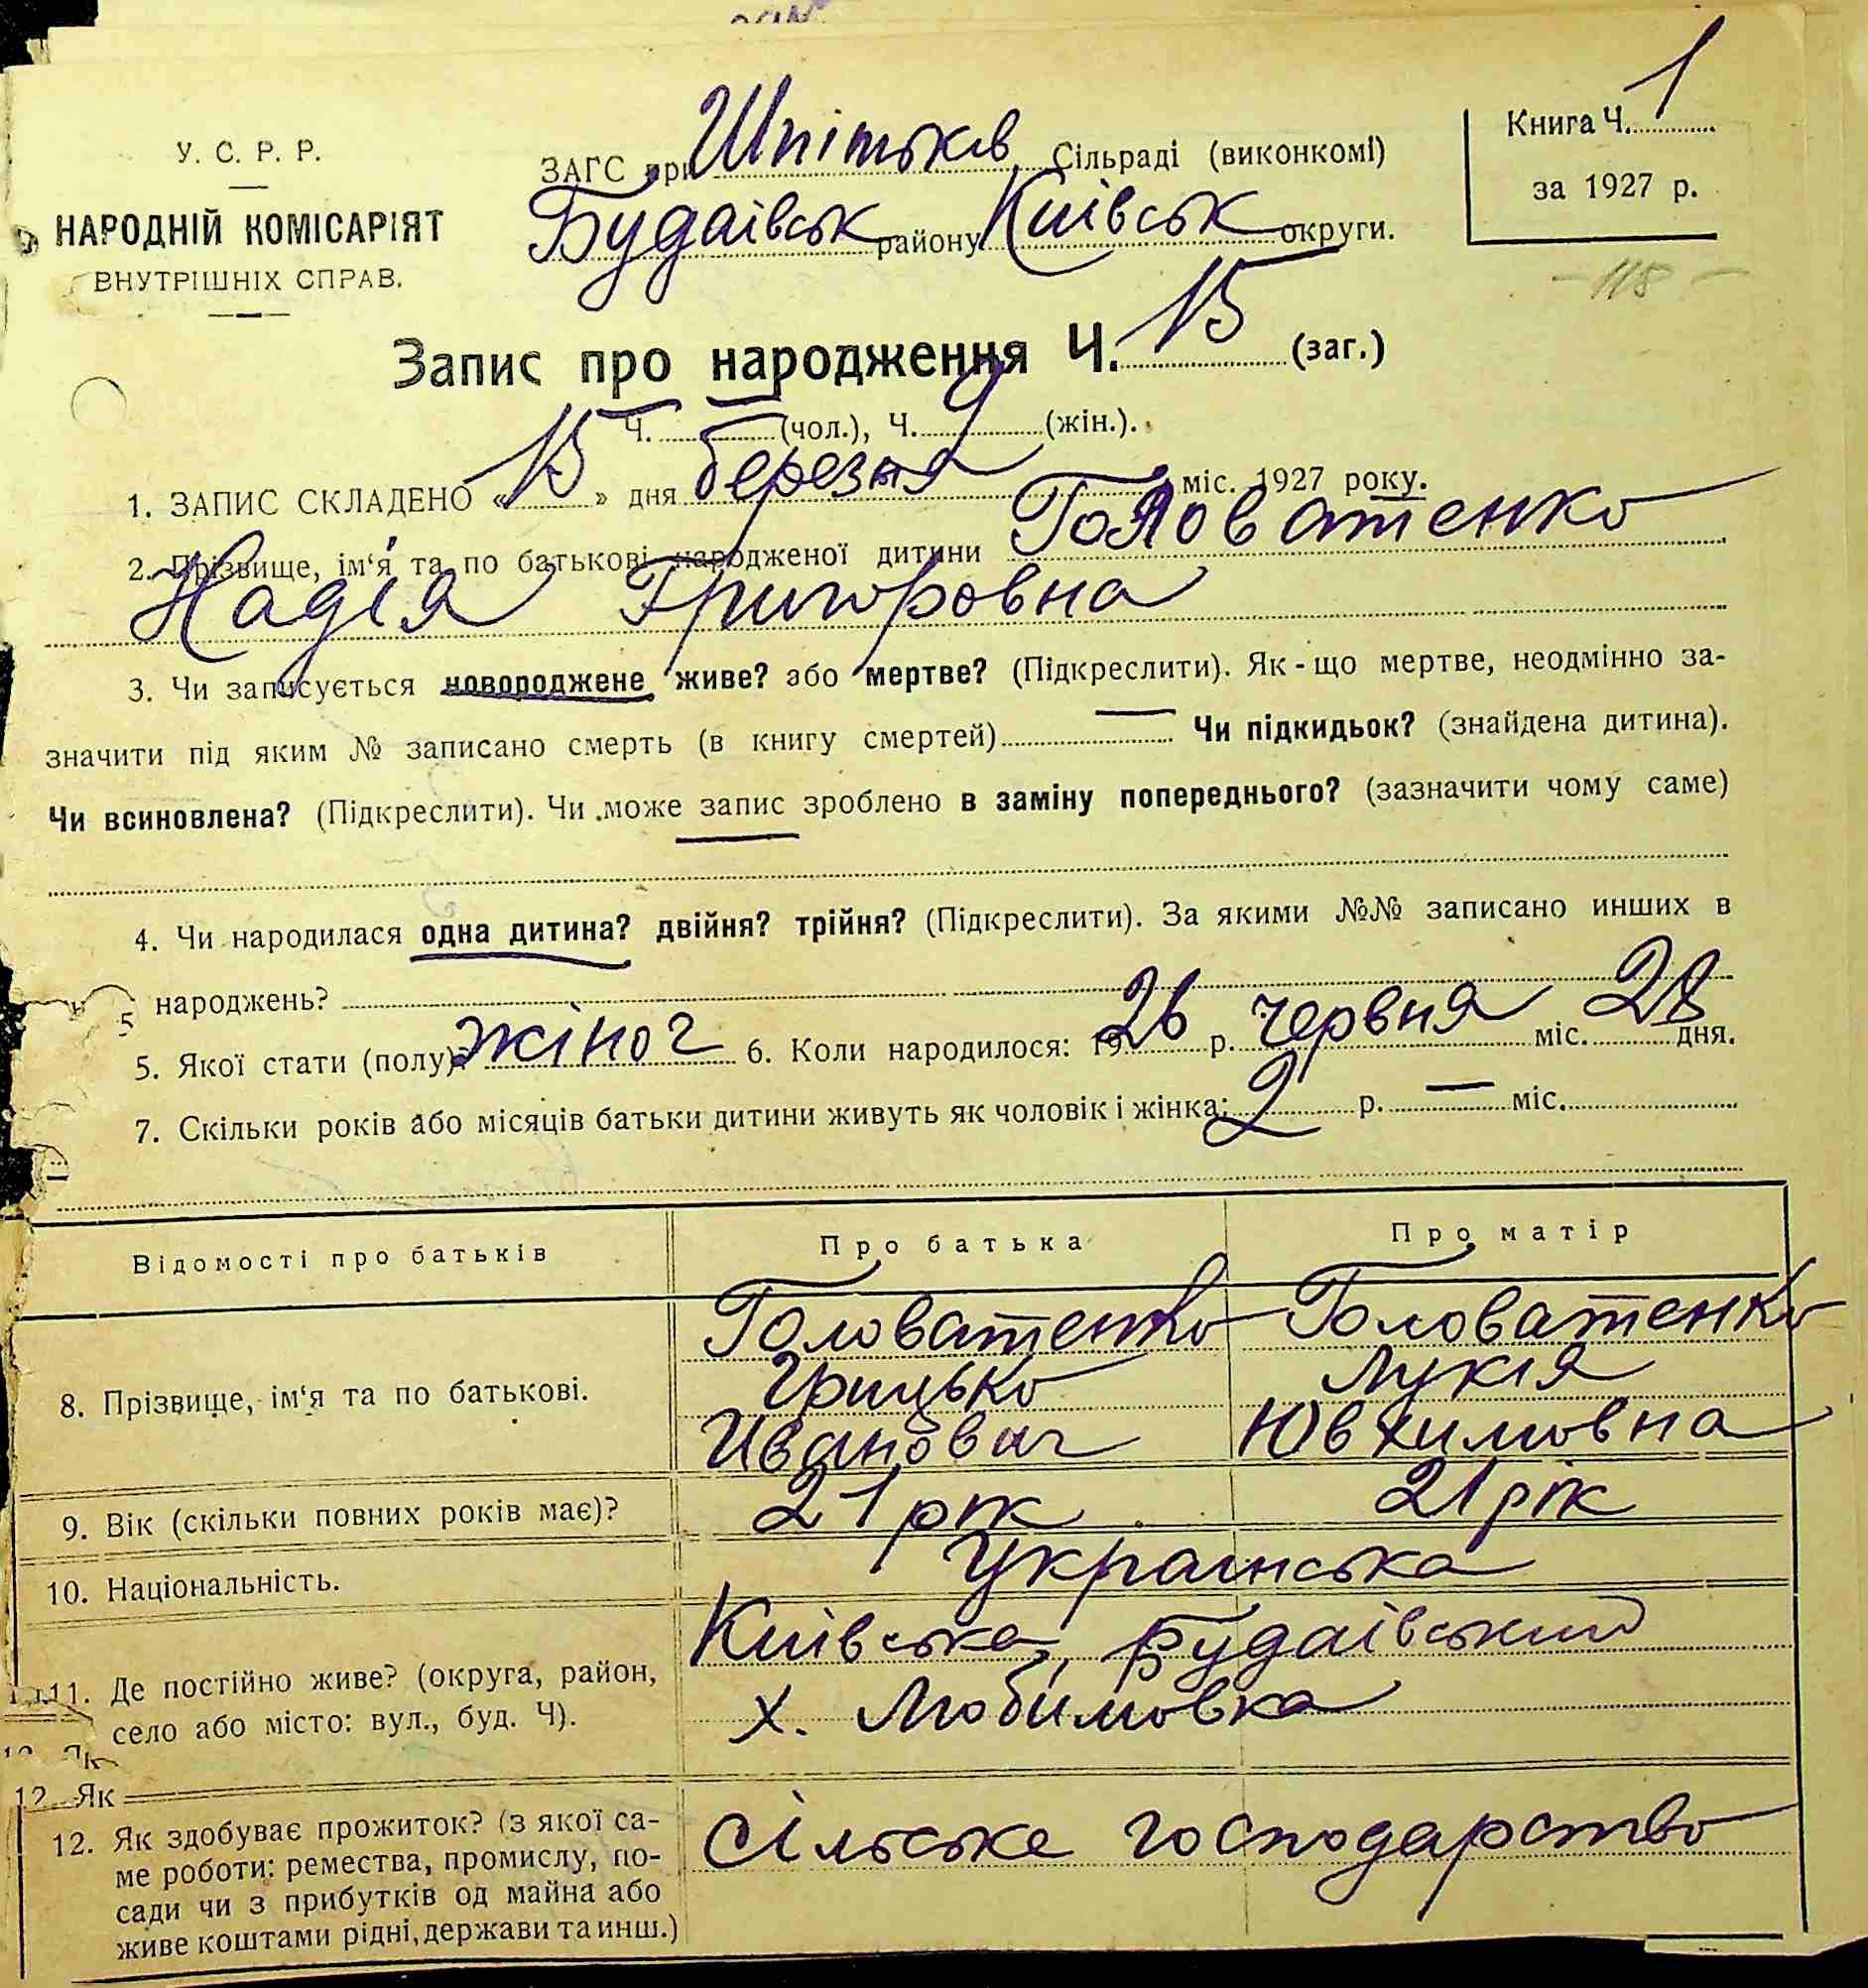 У. С. Р. Р.
НАРОДНІЙ КОМІСАРІЯТ
ВНУТРІШНІХ СПРАВ.
ЗАГС при Шпітьків Сільраді (виконкомі)
Будаївськ району Київськ округи.
Книга Ч. 1
за 1927 р.
- 118 -
Запис про народження Ч. 15 (заг.)
Ч. (чол.), Ч. 9 (жін.).
1. ЗАПИС СКЛАДЕНО «15» дня березня міс. 1927 року.
2. Прізвище, ім‘я та по батькові народженої дитини Головатенко
Надія Григоровна
3. Чи записується новороджене живе? або мертве? (Підкреслити). Як-що мертве, неодмінно за-
значити під яким № записано смерть (в книгу смертей) — Чи підкидьок? (знайдена дитина).
Чи всиновлена? (Підкреслити). Чи може запис зроблено в заміну попереднього? (зазначити чому саме)
4. Чи народилася одна дитина? двійня? трійня? (Підкреслити). За якими №№ записано инших в
народжень?
5. Якої стати (полу)? жіноч 6. Коли народилося: 1926 р. червня міс. 28 дня.
7. Скільки років або місяців батьки дитини живуть як чоловік і жінка: 2 р. — міс.
Відомості про батьків Про батька Про матір
8. Прізвище, ім‘я та по батькові.
Головатенко Головатенко
Грицько Лукія
Ивановач Ювхимовна
9. Вік (скільки повних років має)? 21 рік 21 рік
10. Національність. Украінська
11. Де постійно живе? (округа, район,
село або місто: вул., буд. Ч).
Київська, Будаівський
х. Любимовка
12. Як
12. Як здобуває прожиток? (з якої са-
ме роботи: ремества, промислу, по-
сади чи з прибутків од майна або
живе коштами рідні, держави та инш.)
Сільське господарство